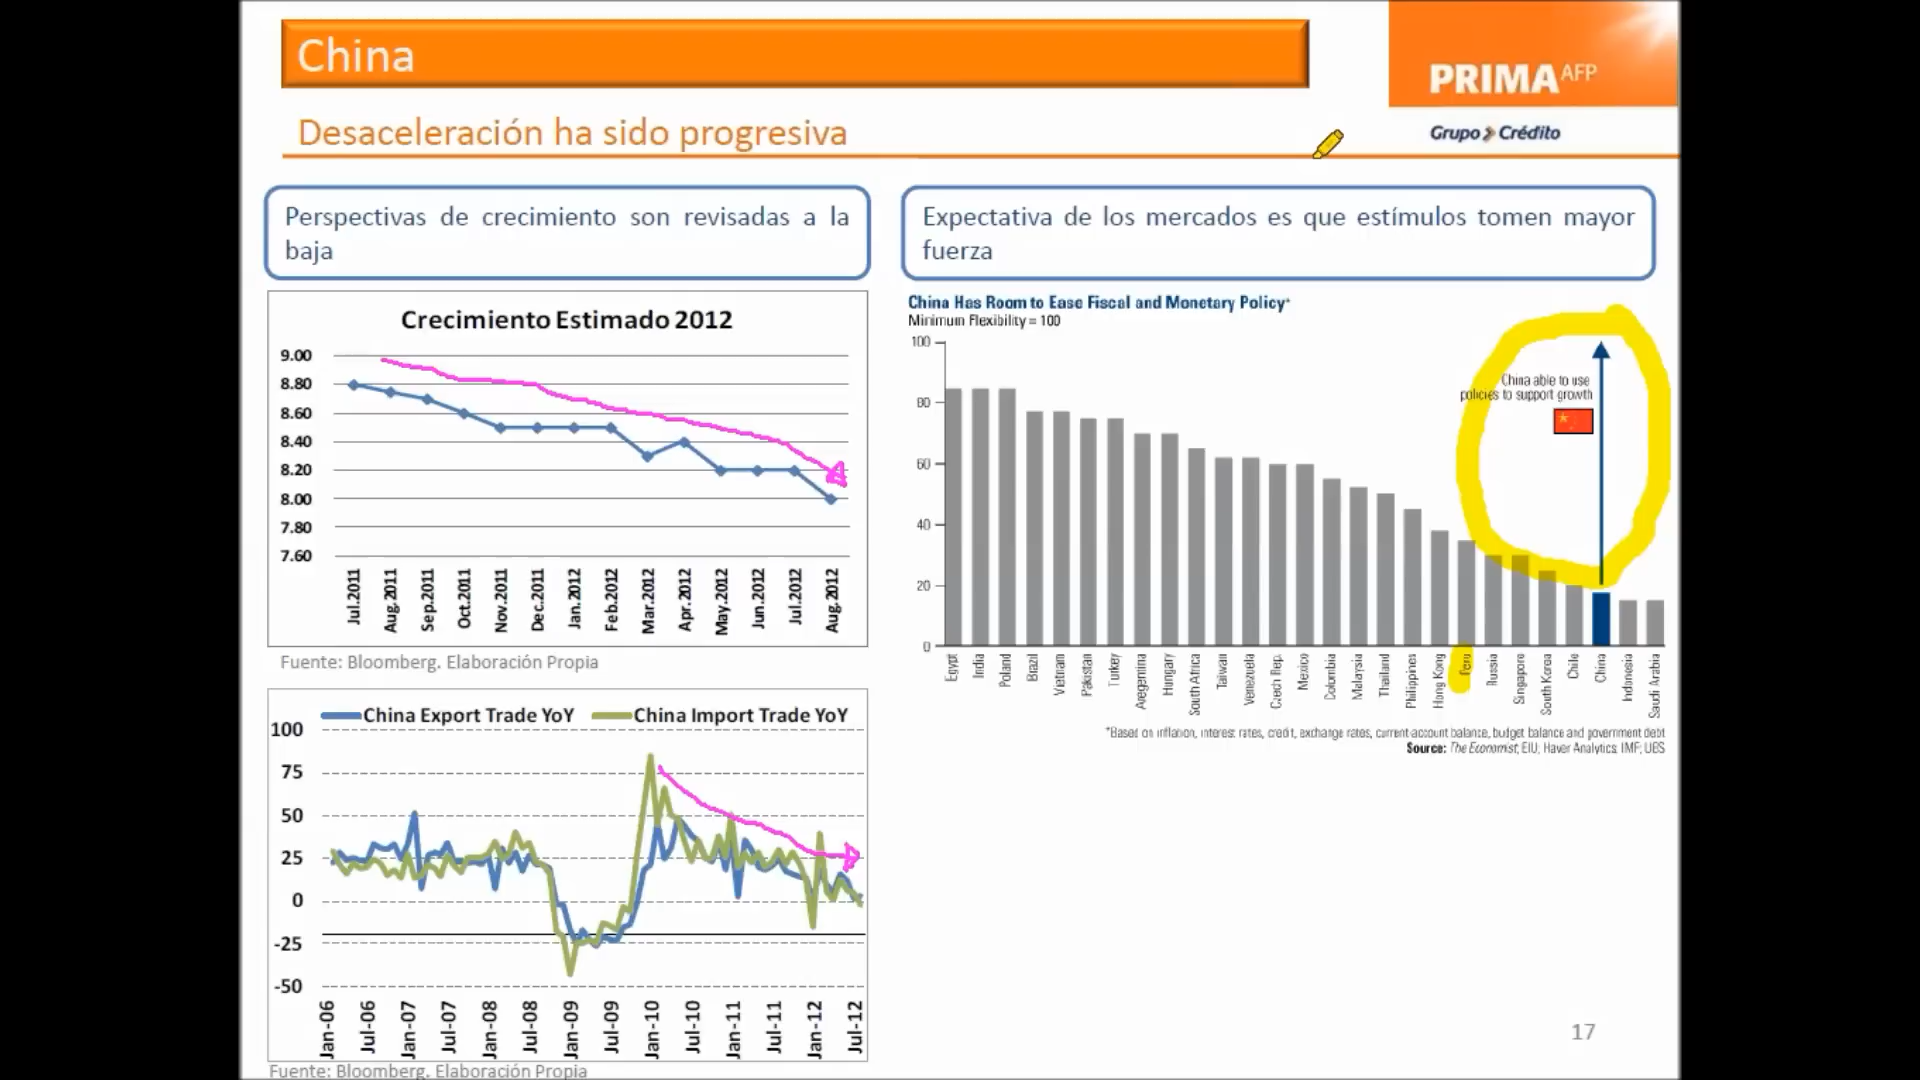 China
PRIMA AFP
Grupo Crédito
Desaceleración ha sido progresiva
Perspectivas de crecimiento son revisadas a la
baja
Expectativa de los mercados es que estímulos tomen mayor
fuerza
Crecimiento Estimado 2012
9.00
8.80
8.60
8.40
8.20
8.00
7.80
7.60
Jul.2011
Aug.2011
Sep.2011
Oct.2011
Nov.2011
Dec.2011
Jan.2012
Feb.2012
Mar.2012
Apr.2012
May.2012
Jun.2012
Jul.2012
Aug.2012
Fuente: Bloomberg. Elaboración Propia
China Export Trade YoY
China Import Trade YoY
100
75
50
25
0
-25
-50
Jan-06
Jul-06
Jan-07
Jul-07
Jan-08
Jul-08
Jan-09
Jul-09
Jan-10
Jul-10
Jan-11
Jul-11
Jan-12
Jul-12
Fuente: Bloomberg. Elaboración Propia
China Has Room to Ease Fiscal and Monetary Policy*
Minimum Flexibility = 100
100
80
60
40
20
0
China able to use
policies to support growth
Egypt
India
Poland
Brazil
Vietnam
Pakistan
Turkey
Aregentina
Hungary
South Africa
Taiwan
Venezuela
Czech Rep.
Mexico
Colombia
Malaysia
Thailand
Philippines
Hong Kong
Peru
Russia
Singapore
South Korea
Chile
China
Indonesia
Saudi Arabia
*Based on inflation, interest rates, credit, exchange rates, current-account balance, budget balance and government debt
Source: The Economist, EIU, Haver Analytics, IMF, UBS
17